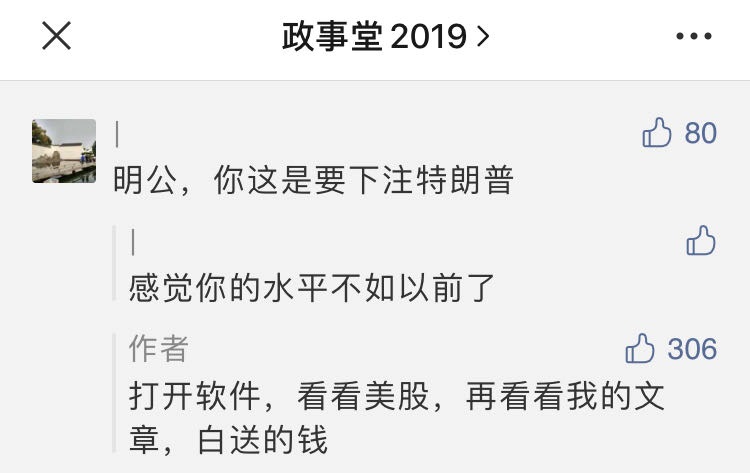 政事堂2019
|
80
明公，你这是要下注特朗普
|
感觉你的水平不如以前了
作者
306
打开软件，看看美股，再看看我的文
章，白送的钱